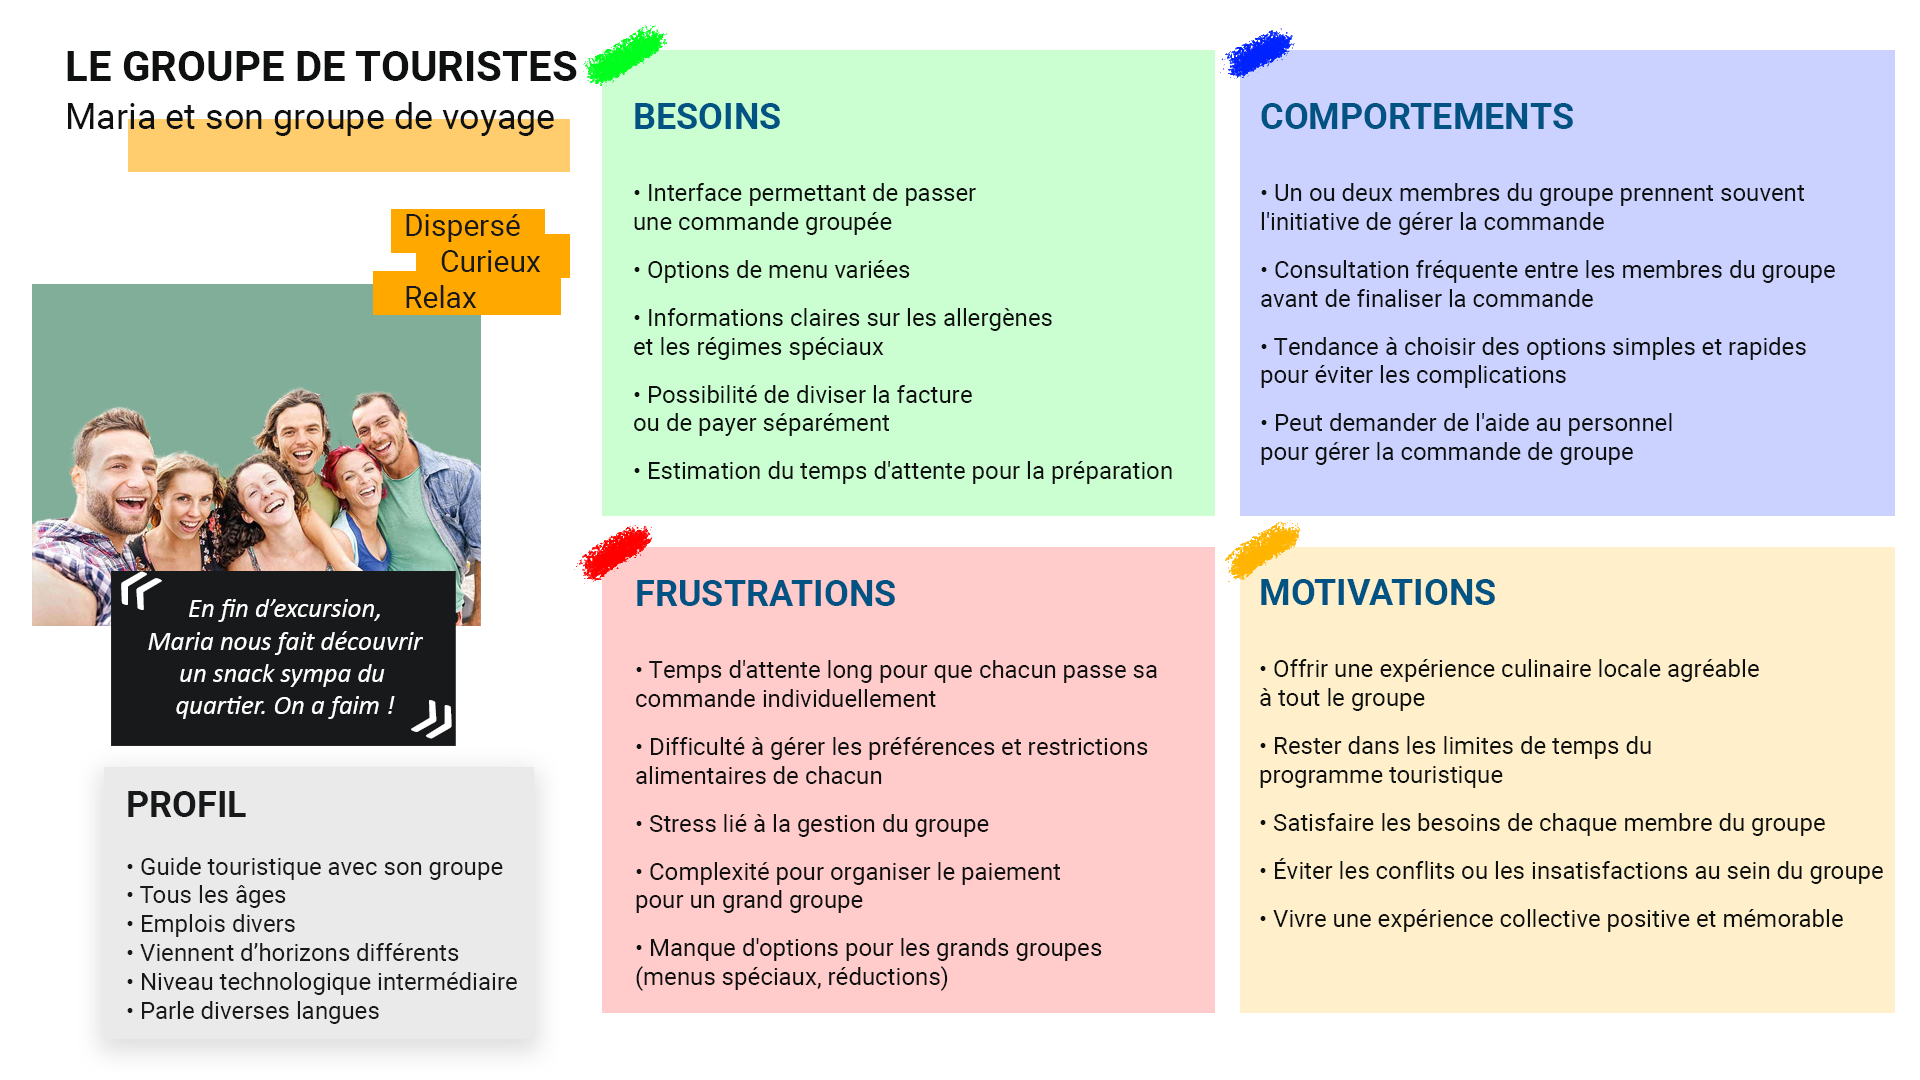 LE GROUPE DE TOURISTES
Maria et son groupe de voyage
Dispersé
Curieux
Relax
« En fin d’excursion,
Maria nous fait découvrir
un snack sympa du
quartier. On a faim ! »
PROFIL
• Guide touristique avec son groupe
• Tous les âges
• Emplois divers
• Viennent d’horizons différents
• Niveau technologique intermédiaire
• Parle diverses langues
BESOINS
• Interface permettant de passer
une commande groupée
• Options de menu variées
• Informations claires sur les allergènes
et les régimes spéciaux
• Possibilité de diviser la facture
ou de payer séparément
• Estimation du temps d'attente pour la préparation
COMPORTEMENTS
• Un ou deux membres du groupe prennent souvent
l'initiative de gérer la commande
• Consultation fréquente entre les membres du groupe
avant de finaliser la commande
• Tendance à choisir des options simples et rapides
pour éviter les complications
• Peut demander de l'aide au personnel
pour gérer la commande de groupe
FRUSTRATIONS
• Temps d'attente long pour que chacun passe sa
commande individuellement
• Difficulté à gérer les préférences et restrictions
alimentaires de chacun
• Stress lié à la gestion du groupe
• Complexité pour organiser le paiement
pour un grand groupe
• Manque d'options pour les grands groupes
(menus spéciaux, réductions)
MOTIVATIONS
• Offrir une expérience culinaire locale agréable
à tout le groupe
• Rester dans les limites de temps du
programme touristique
• Satisfaire les besoins de chaque membre du groupe
• Éviter les conflits ou les insatisfactions au sein du groupe
• Vivre une expérience collective positive et mémorable